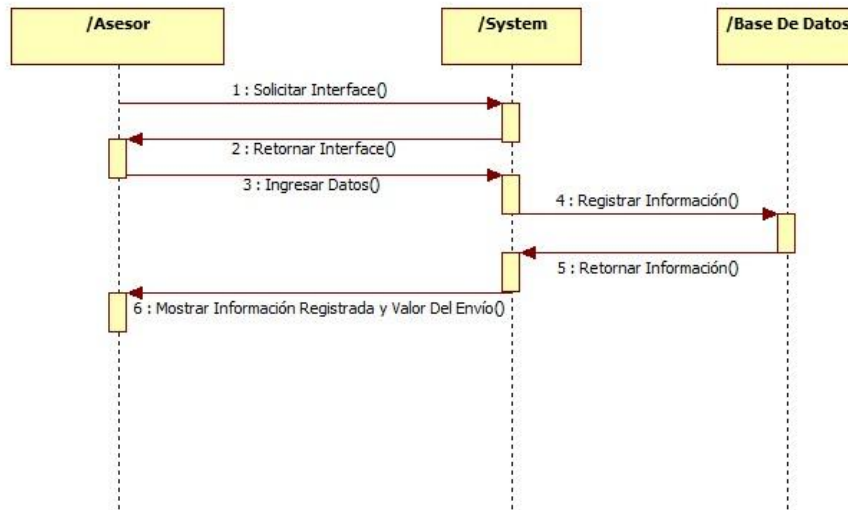 /Asesor
/System
/Base De Datos
1 : Solicitar Interface()
2 : Retornar Interface()
3 : Ingresar Datos()
4 : Registrar Información()
5 : Retornar Información()
6 : Mostrar Información Registrada y Valor Del Envío()